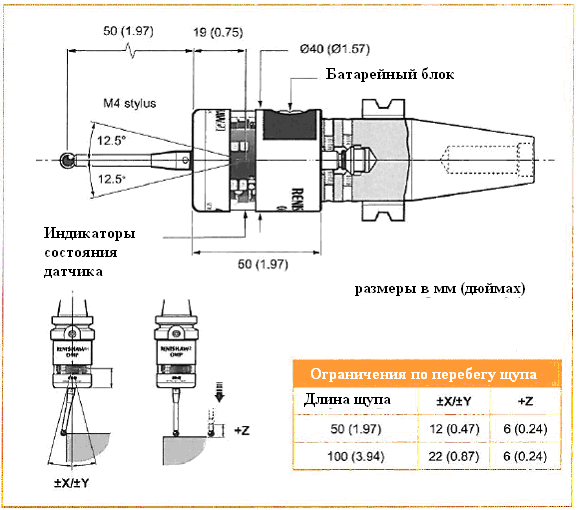 50 (1.97)
19 (0.75)
Ø40 (Ø1.57)
Батарейный блок
M4 stylus
12.5°
12.5°
Индикаторы
состояния
датчика
50 (1.97)
размеры в мм (дюймах)
RENISHAW
OMP
+Z
±X/±Y
Ограничения по перебегу щупа
Длина щупа ±X/±Y +Z
50 (1.97) 12 (0.47) 6 (0.24)
100 (3.94) 22 (0.87) 6 (0.24)